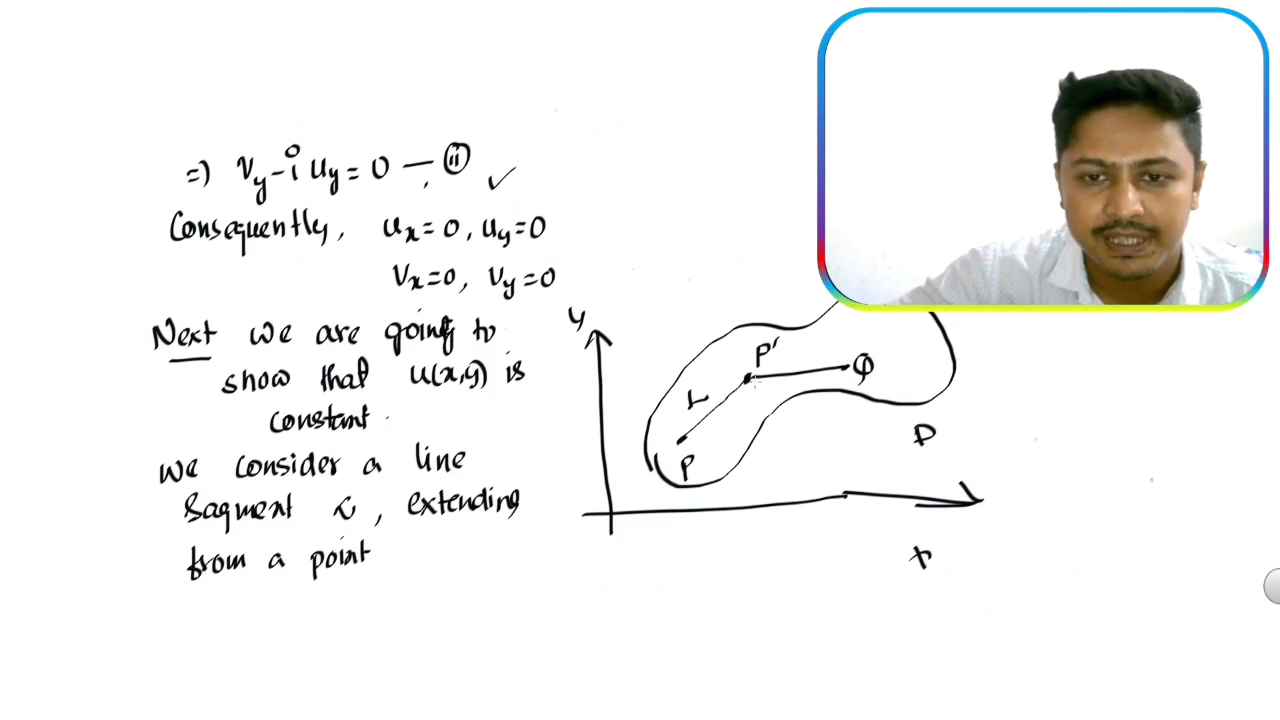 =) Vy - i uy = 0 — ii ✓
Consequently, ux = 0, uy = 0
Vx = 0, Vy = 0
Next we are going to
show that u(x,y) is
constant.
we consider a line
Sagment L, extending
from a point
y
P'
Q
L
P
D
x